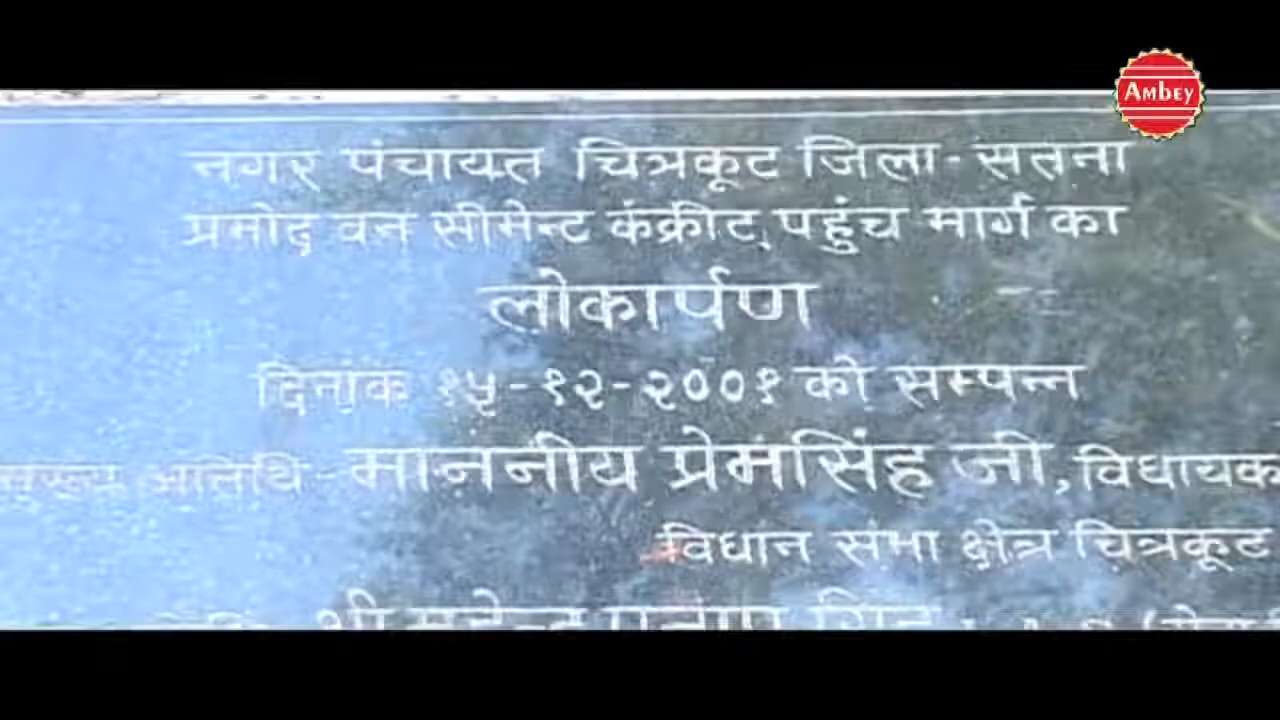 AMBEY
नगर पंचायत चित्रकूट जिला-सतना
प्रमोद वन सीमेन्ट कंक्रीट पहुंच मार्ग का
लोकार्पण
दिनांक १५-१२-२००१ को सम्पन्न
मुख्य अतिथि-माननीय प्रेमसिंह जी, विधायक
विधान सभा क्षेत्र चित्रकूट
श्री